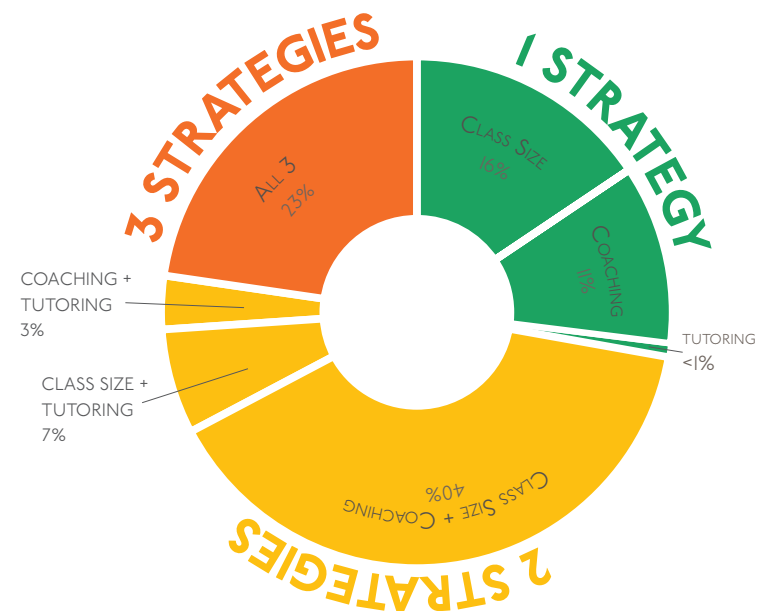 3 STRATEGIES
1 STRATEGY
CLASS SIZE
16%
COACHING
11%
TUTORING
<1%
CLASS SIZE + COACHING
40%
2 STRATEGIES
CLASS SIZE +
TUTORING
7%
COACHING +
TUTORING
3%
ALL 3
23%